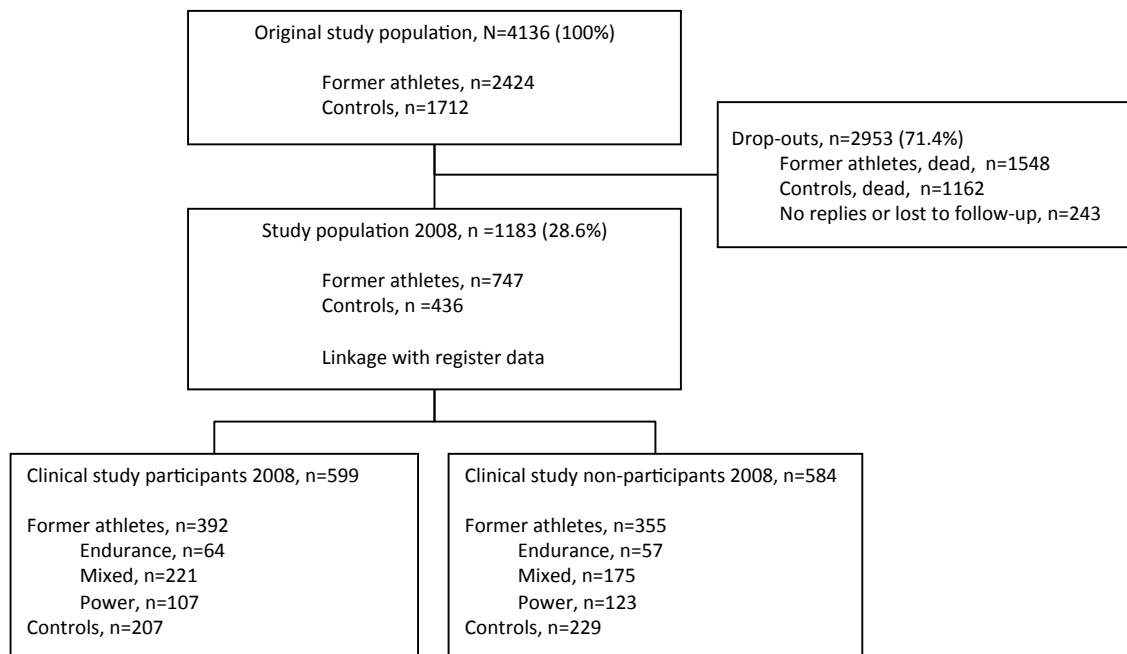 Original study population, N=4136 (100%)
Former athletes, n=2424
Controls, n=1712
Drop-outs, n=2953 (71.4%)
Former athletes, dead,  n=1548
Controls, dead, n=1162
No replies or lost to follow-up, n=243
Study population 2008, n =1183 (28.6%)
Former athletes, n=747
Controls, n =436
Linkage with register data
Clinical study participants 2008, n=599
Former athletes, n=392
Endurance, n=64
Mixed, n=221
Power, n=107
Controls, n=207
Clinical study non-participants 2008, n=584
Former athletes, n=355
Endurance, n=57
Mixed, n=175
Power, n=123
Controls, n=229